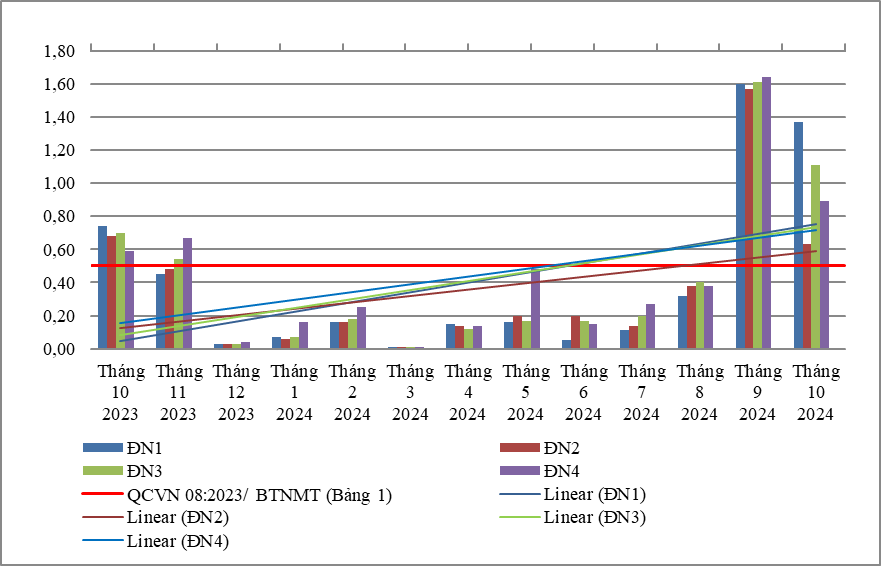 1,80
1,60
1,40
1,20
1,00
0,80
0,60
0,40
0,20
0,00
Tháng Tháng Tháng Tháng Tháng Tháng Tháng Tháng Tháng Tháng Tháng Tháng Tháng
10 11 12 1 2 3 4 5 6 7 8 9 10
2023 2023 2023 2024 2024 2024 2024 2024 2024 2024 2024 2024 2024
ĐN1 ĐN2
ĐN3 ĐN4
QCVN 08:2023/ BTNMT (Bảng 1) Linear (ĐN1)
Linear (ĐN2) Linear (ĐN3)
Linear (ĐN4)